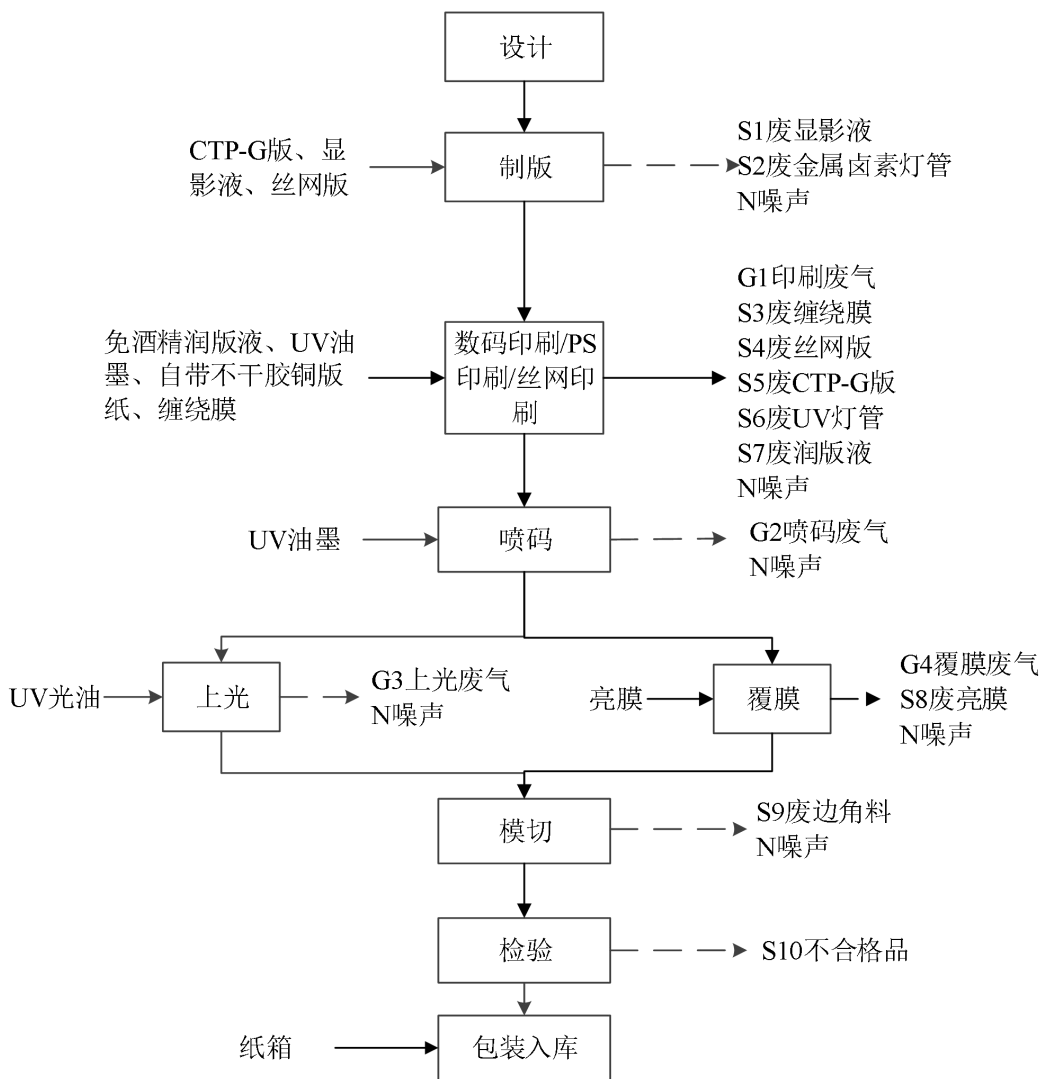 设计
CTP-G版、显
影液、丝网版
制版
S1废显影液
S2废金属卤素灯管
N噪声
免酒精润版液、UV油
墨、自带不干胶铜版
纸、缠绕膜
数码印刷/PS
印刷/丝网印
刷
G1印刷废气
S3废缠绕膜
S4废丝网版
S5废CTP-G版
S6废UV灯管
S7废润版液
N噪声
UV油墨
喷码
G2喷码废气
N噪声
UV光油
上光
G3上光废气
N噪声
亮膜
覆膜
G4覆膜废气
S8废亮膜
N噪声
模切
S9废边角料
N噪声
检验
S10不合格品
纸箱
包装入库